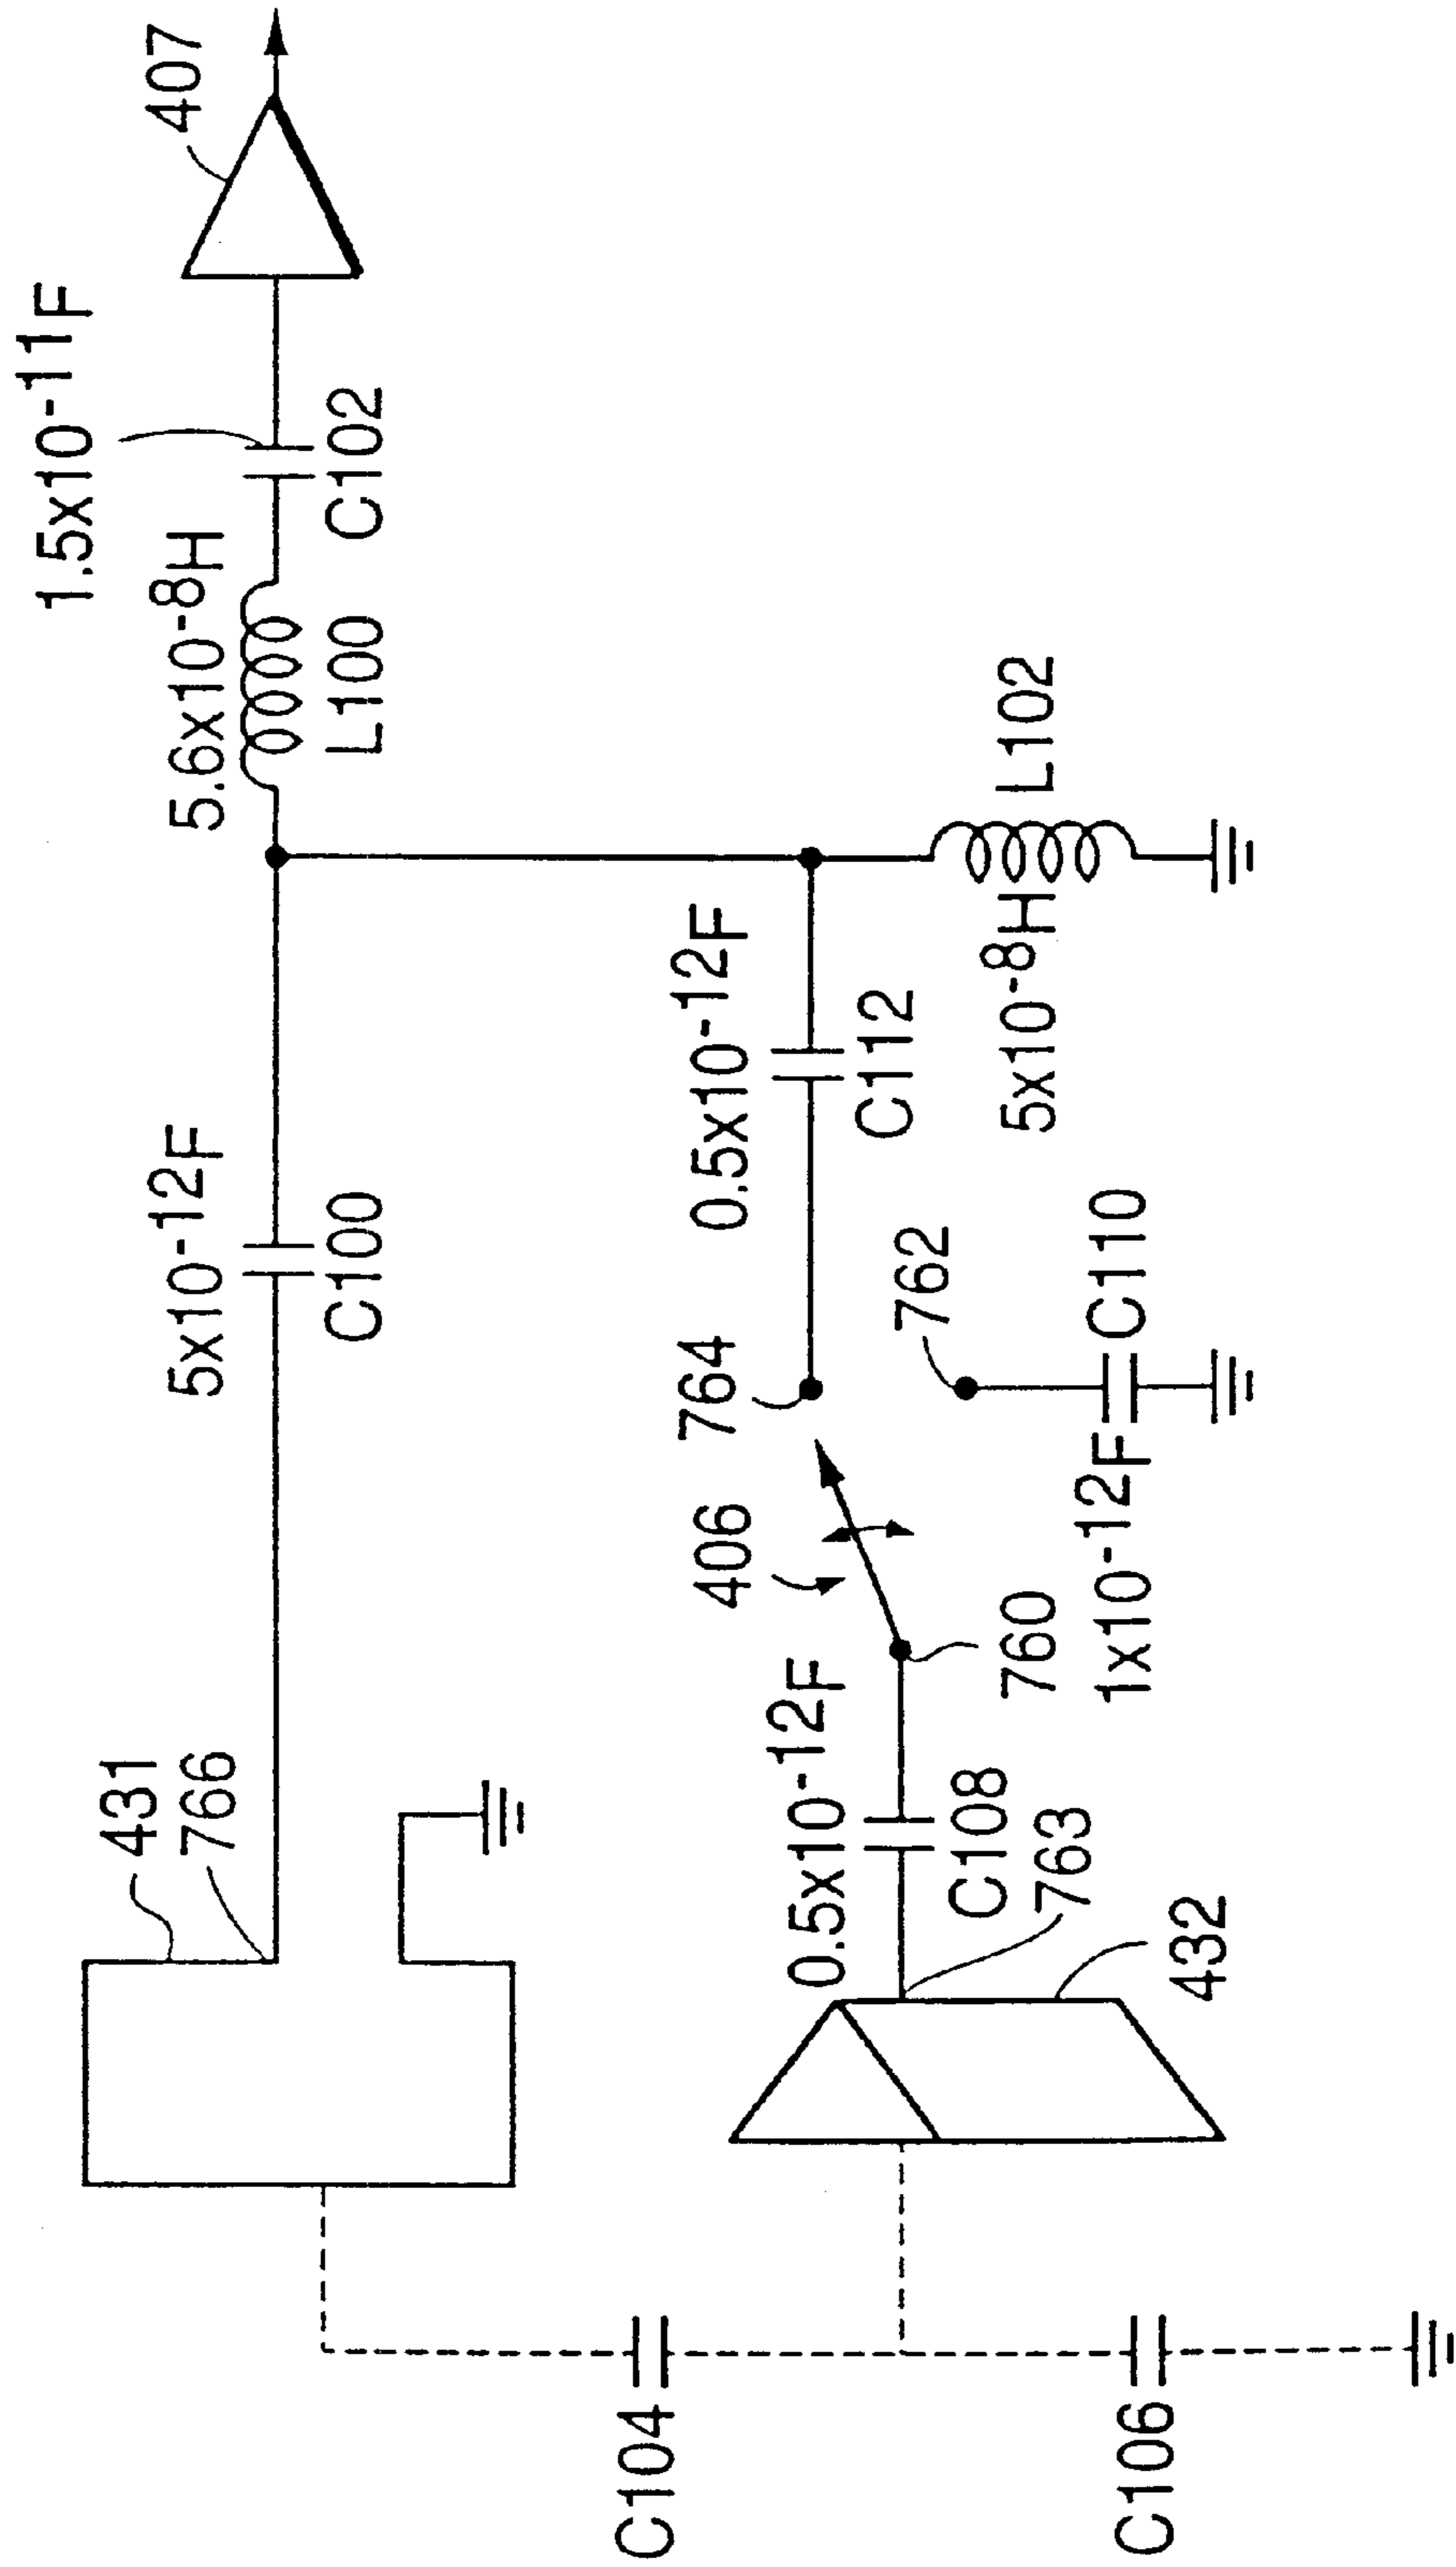 407
1.5x10-11F
C102
5.6x10-8H
L100
L102
5x10-8H
5x10-12F
C100
0.5x10-12F
C112
764
762
C110
1x10-12F
406
760
0.5x10-12F
C108
763
431
766
432
C104
C106